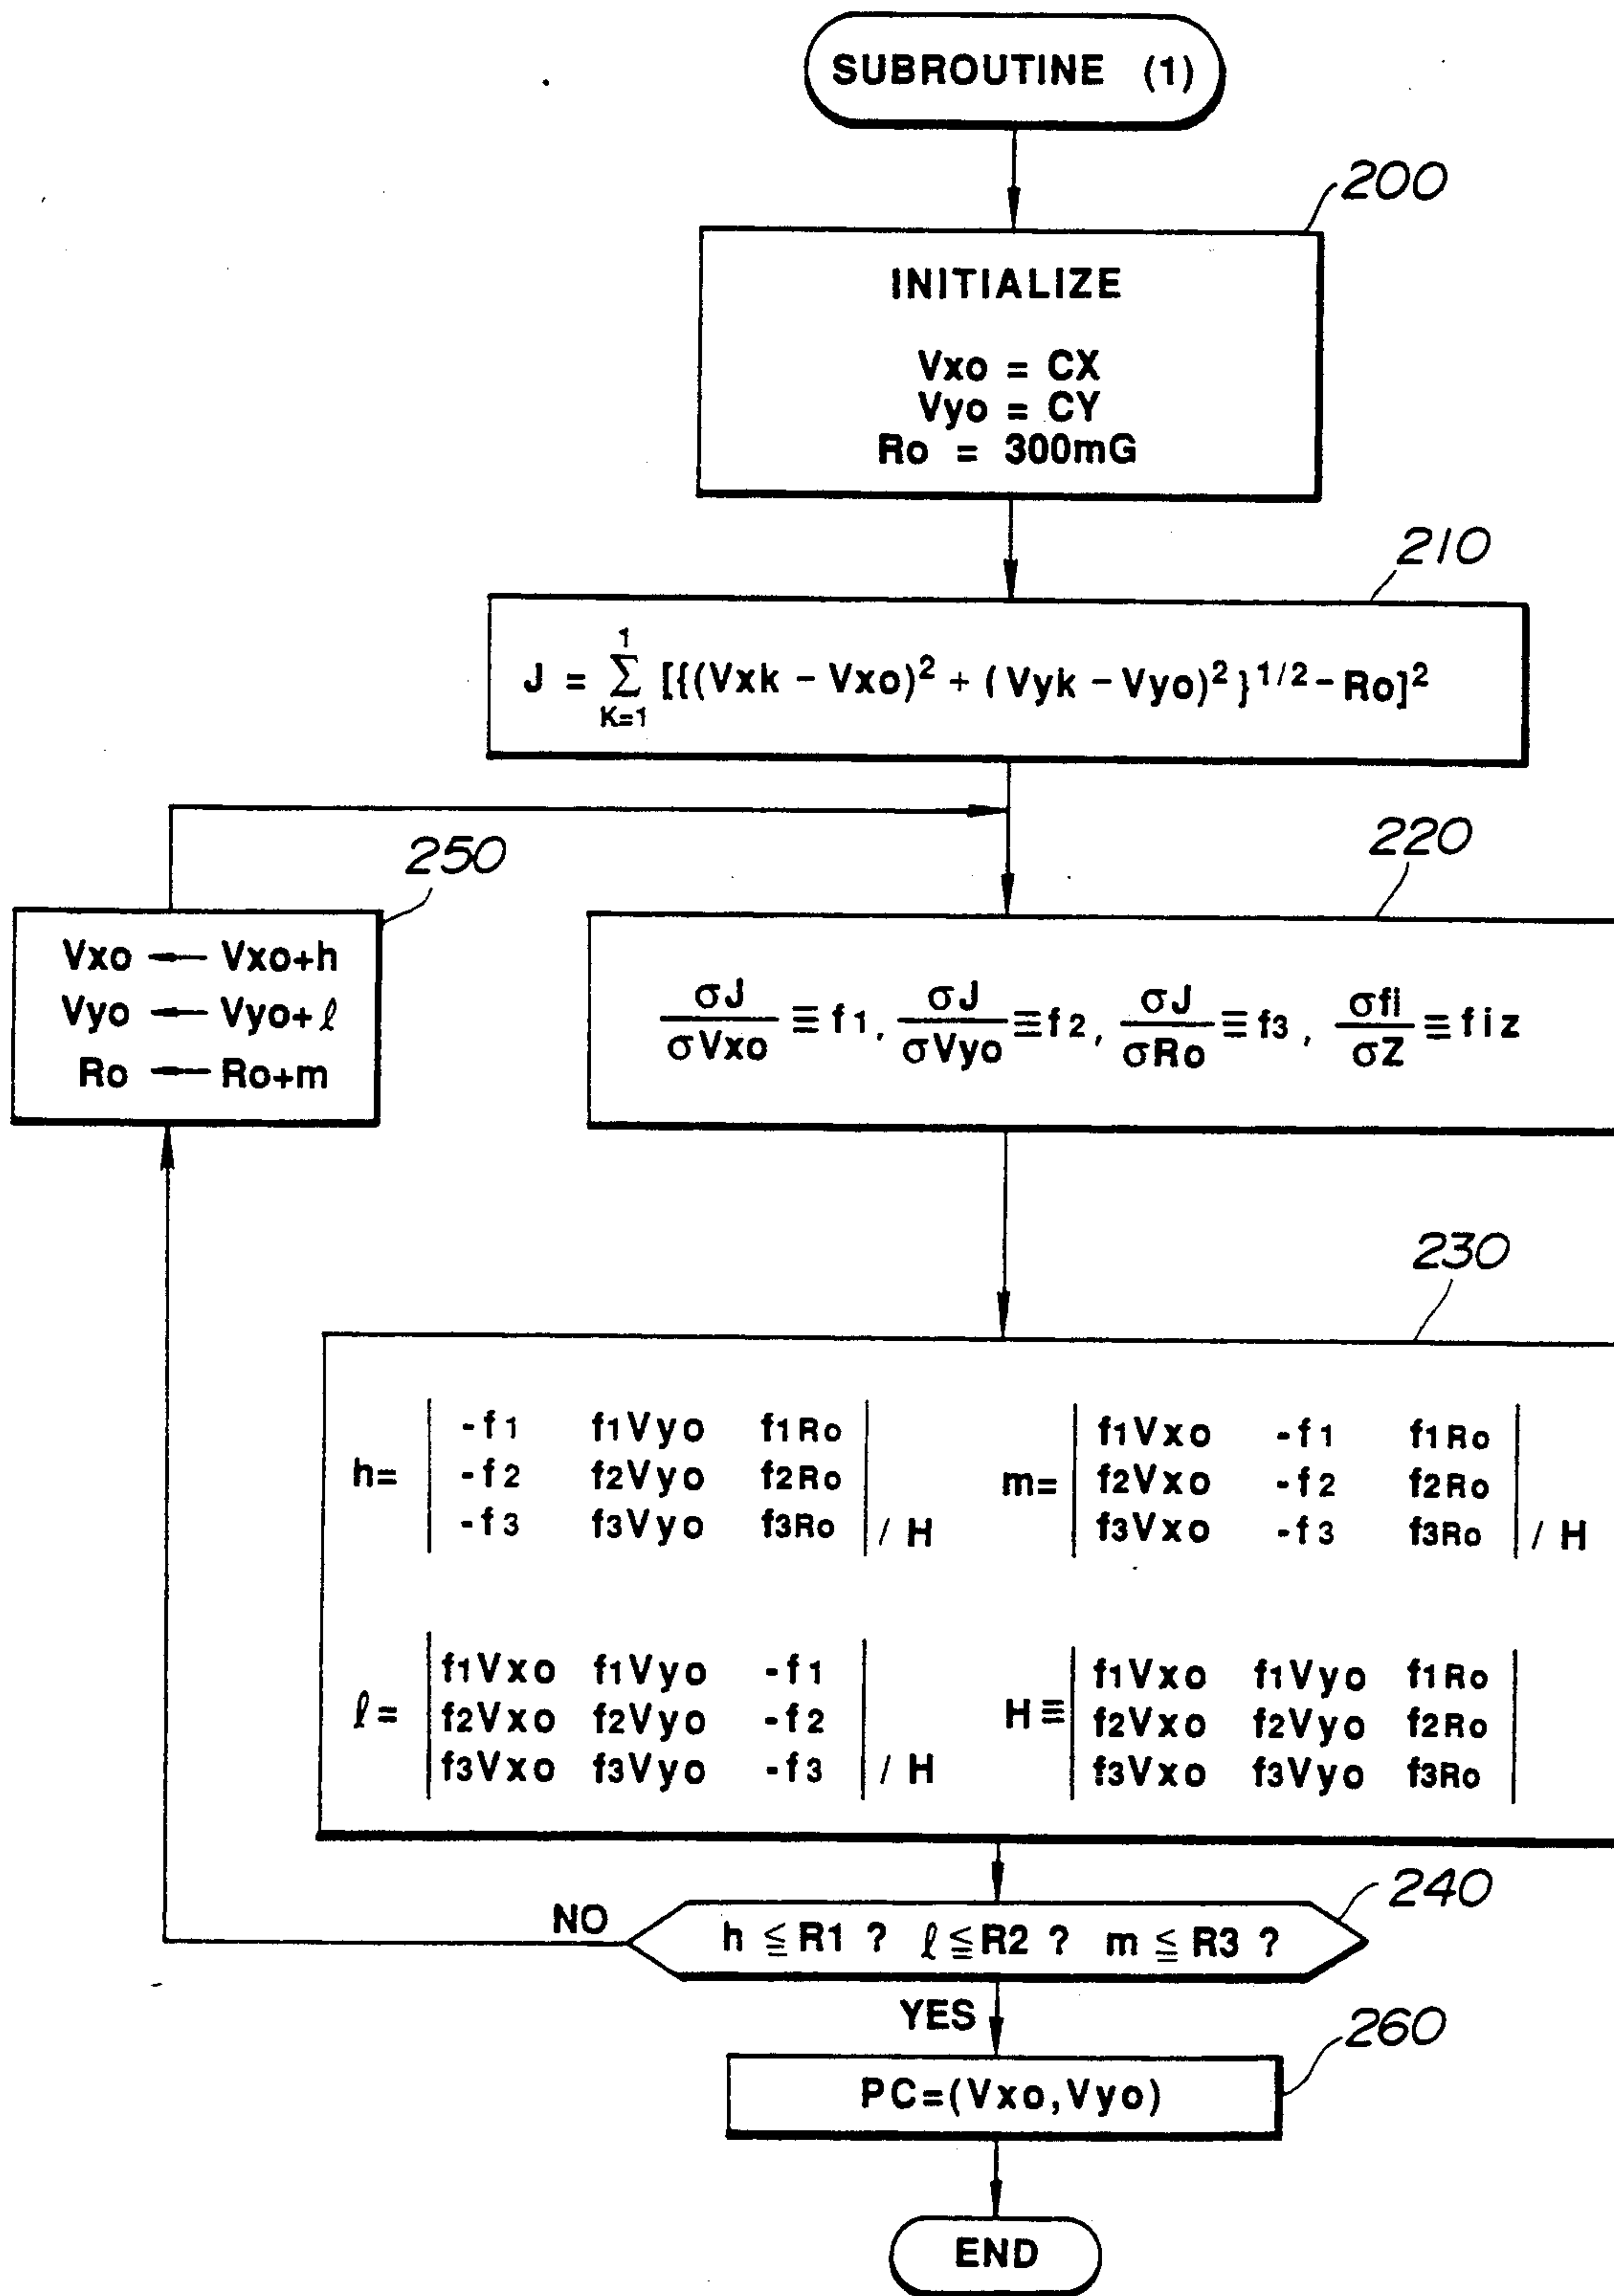 SUBROUTINE (1)
200
INITIALIZE
Vxo = CX
Vyo = CY
Ro = 300mG
210
J = 1 Σ K=1 [{(Vxk - Vxo)2 + (Vyk - Vyo)2}1/2 - Ro]2
250
Vxo ← Vxo+h
Vyo ← Vyo+ℓ
Ro ← Ro+m
220
σJ/σVxo ≡ f1, σJ/σVyo ≡ f2, σJ/σRo ≡ f3, σfi/σZ ≡ fiz
230
h= | -f1 f1Vyo f1Ro |
| -f2 f2Vyo f2Ro |
| -f3 f3Vyo f3Ro | / H
m= | f1Vxo -f1 f1Ro |
| f2Vxo -f2 f2Ro |
| f3Vxo -f3 f3Ro | / H
ℓ= | f1Vxo f1Vyo -f1 |
| f2Vxo f2Vyo -f2 |
| f3Vxo f3Vyo -f3 | / H
H≡ | f1Vxo f1Vyo f1Ro |
| f2Vxo f2Vyo f2Ro |
| f3Vxo f3Vyo f3Ro |
240
NO
h ≦ R1 ? ℓ ≦ R2 ? m ≦ R3 ?
YES
260
PC=(Vxo,Vyo)
END